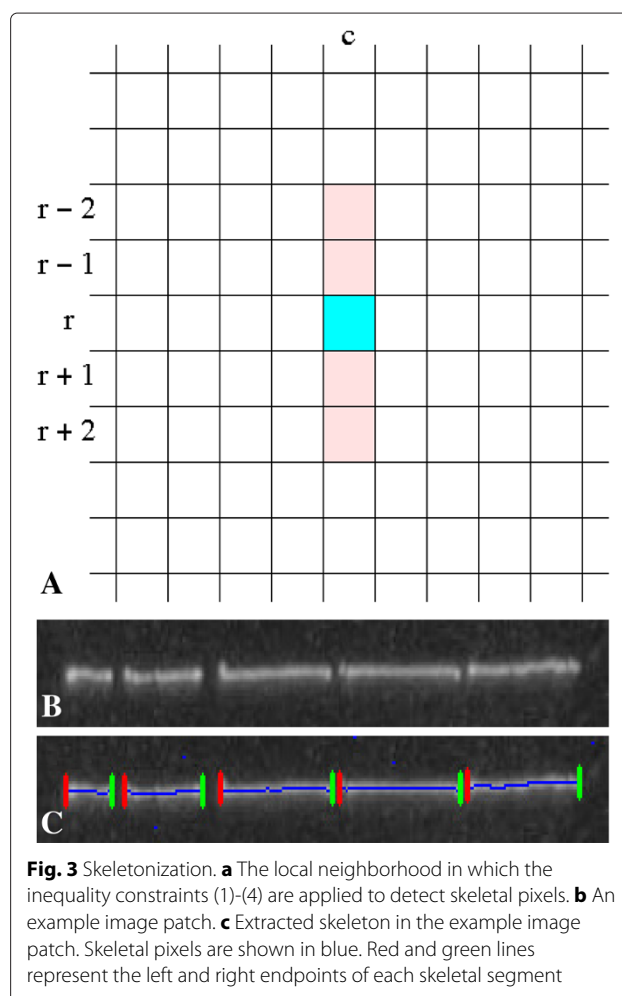 c
r − 2
r − 1
r
r + 1
r + 2
A
B
C
Fig. 3 Skeletonization. a The local neighborhood in which the
inequality constraints (1)-(4) are applied to detect skeletal pixels. b An
example image patch. c Extracted skeleton in the example image
patch. Skeletal pixels are shown in blue. Red and green lines
represent the left and right endpoints of each skeletal segment